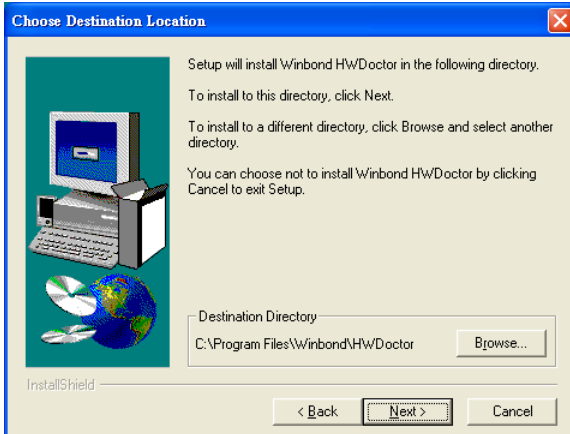 Choose Destination Location
Setup will install Winbond HWDoctor in the following directory.
To install to this directory, click Next.
To install to a different directory, click Browse and select another
directory.
You can choose not to install Winbond HWDoctor by clicking
Cancel to exit Setup.
Destination Directory
C:\Program Files\Winbond\HWDoctor
Browse...
InstallShield
< Back
Next >
Cancel